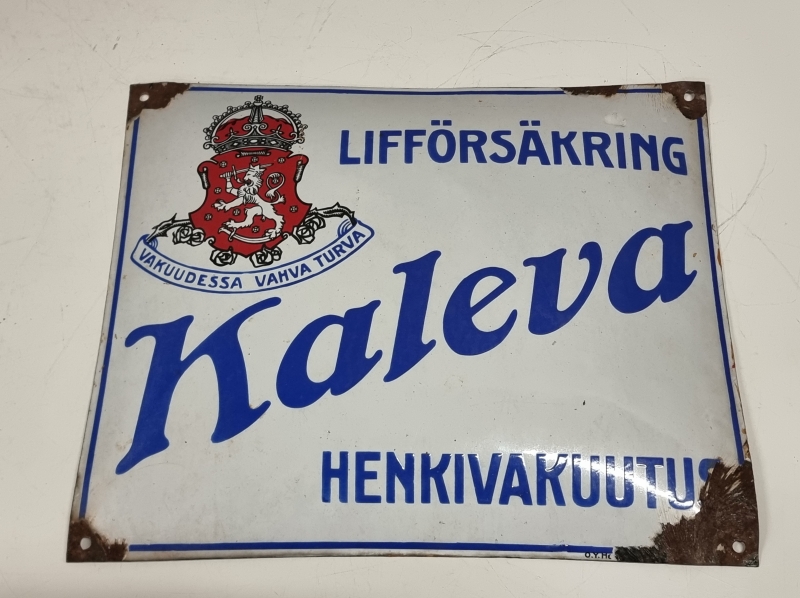 LIFFÖRSÄKRING
VAKUUDESSA VAHVA TURVA
Kaleva
HENKIVAKUUTUS
O.Y.